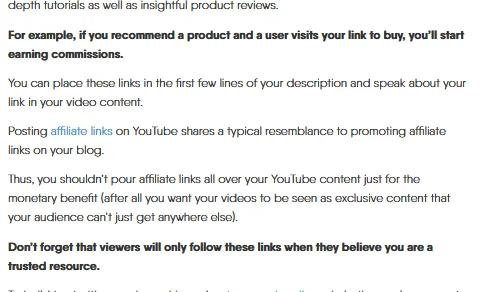 depth tutorials as well as insightful product reviews.
For example, if you recommend a product and a user visits your link to buy, you'll start
earning commissions.
You can place these links in the first few lines of your description and speak about your
link in your video content.
Posting affiliate links on YouTube shares a typical resemblance to promoting affiliate
links on your blog.
Thus, you shouldn't pour affiliate links all over your YouTube content just for the
monetary benefit (after all you want your videos to be seen as exclusive content that
your audience can't just get anywhere else).
Don't forget that viewers will only follow these links when they believe you are a
trusted resource.